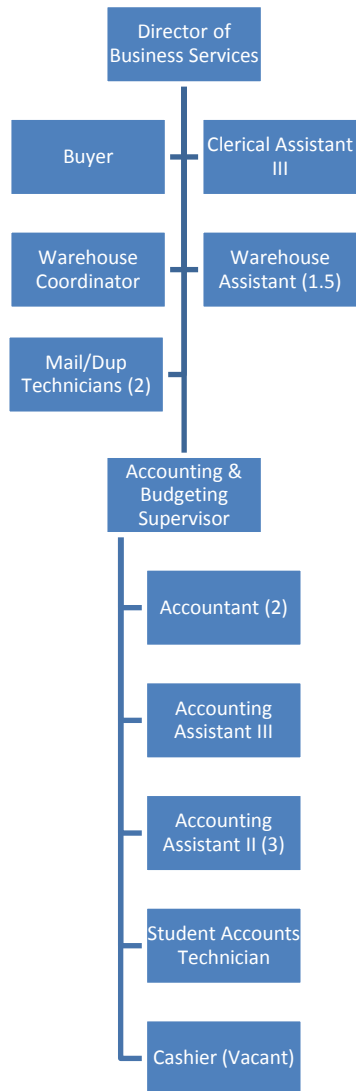 Director of
Business Services
Buyer
Clerical Assistant
III
Warehouse
Coordinator
Warehouse
Assistant (1.5)
Mail/Dup
Technicians (2)
Accounting &
Budgeting
Supervisor
Accountant (2)
Accounting
Assistant III
Accounting
Assistant II (3)
Student Accounts
Technician
Cashier (Vacant)